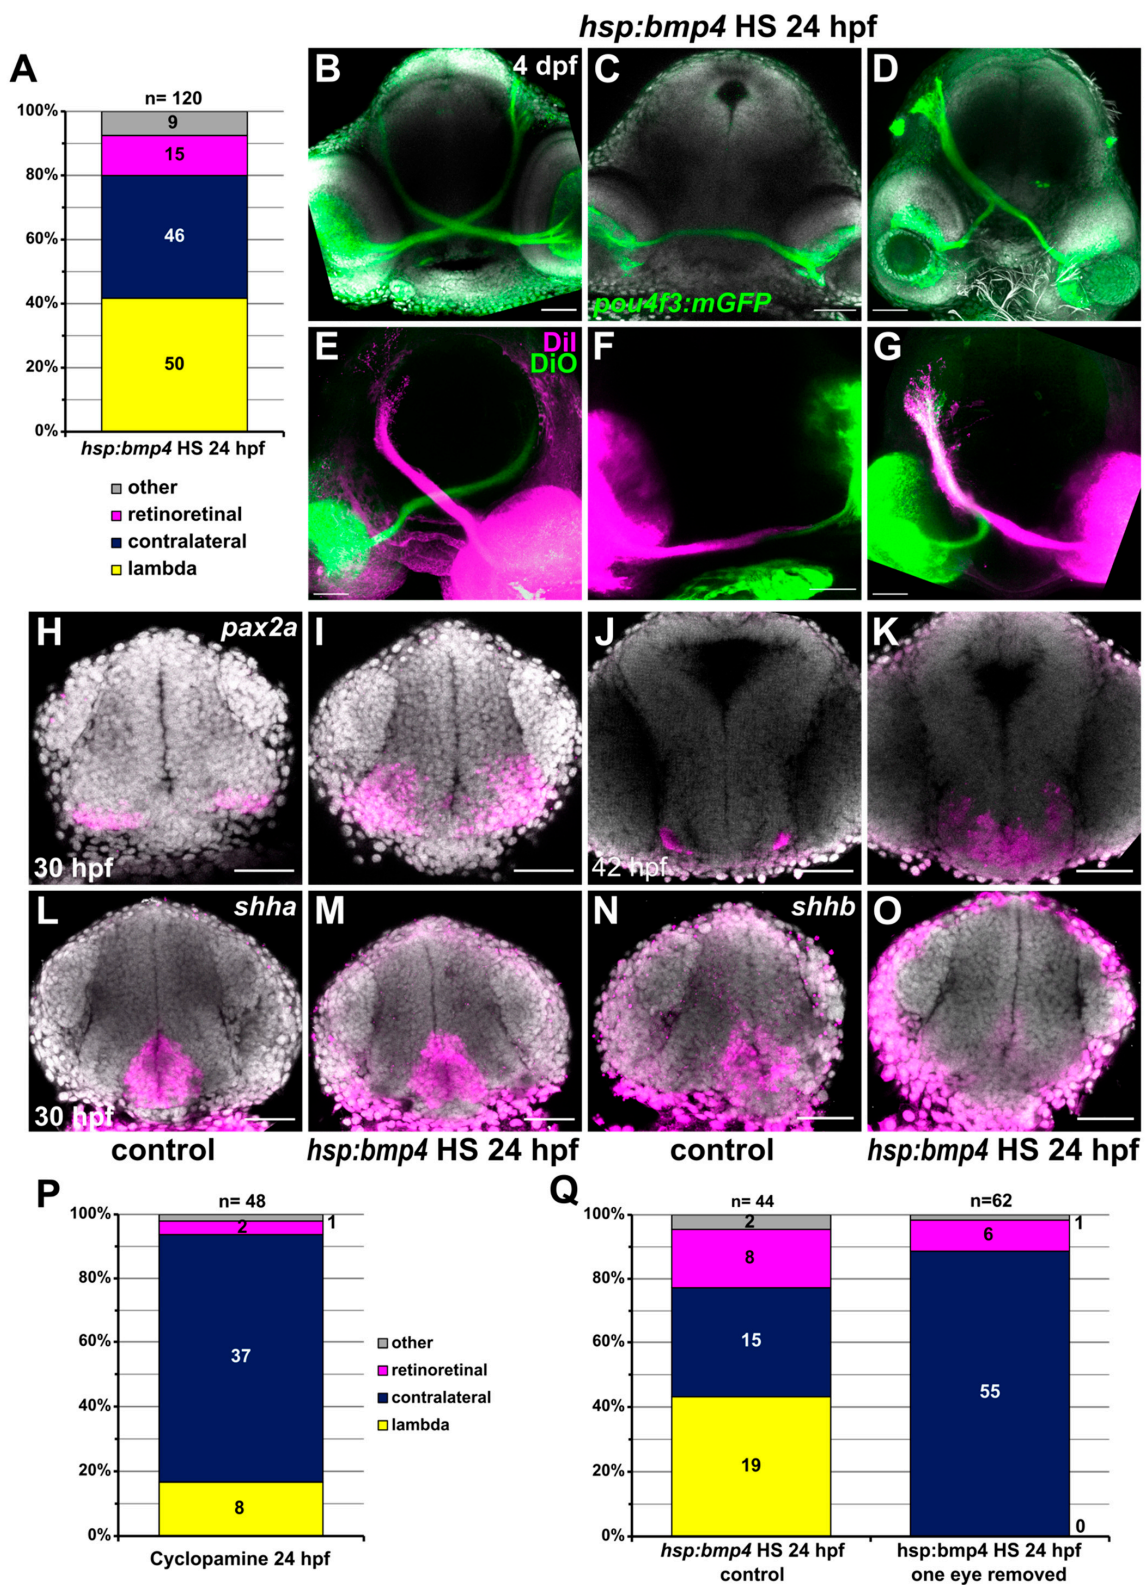 hsp:bmp4 HS 24 hpf
A
n= 120
100%
80%
60%
40%
20%
0%
9
15
46
50
hsp:bmp4 HS 24 hpf
other
retinoretinal
contralateral
lambda
B
4 dpf
C
pou4f3:mGFP
D
E
DiI
DiO
F
G
H
pax2a
30 hpf
I
J
42 hpf
K
L
shha
30 hpf
M
N
shhb
O
control
hsp:bmp4 HS 24 hpf
control
hsp:bmp4 HS 24 hpf
P
n= 48
100%
80%
60%
40%
20%
0%
1
2
37
8
Cyclopamine 24 hpf
other
retinoretinal
contralateral
lambda
Q
n= 44
n=62
100%
80%
60%
40%
20%
0%
2
8
15
19
1
6
55
0
hsp:bmp4 HS 24 hpf
control
hsp:bmp4 HS 24 hpf
one eye removed